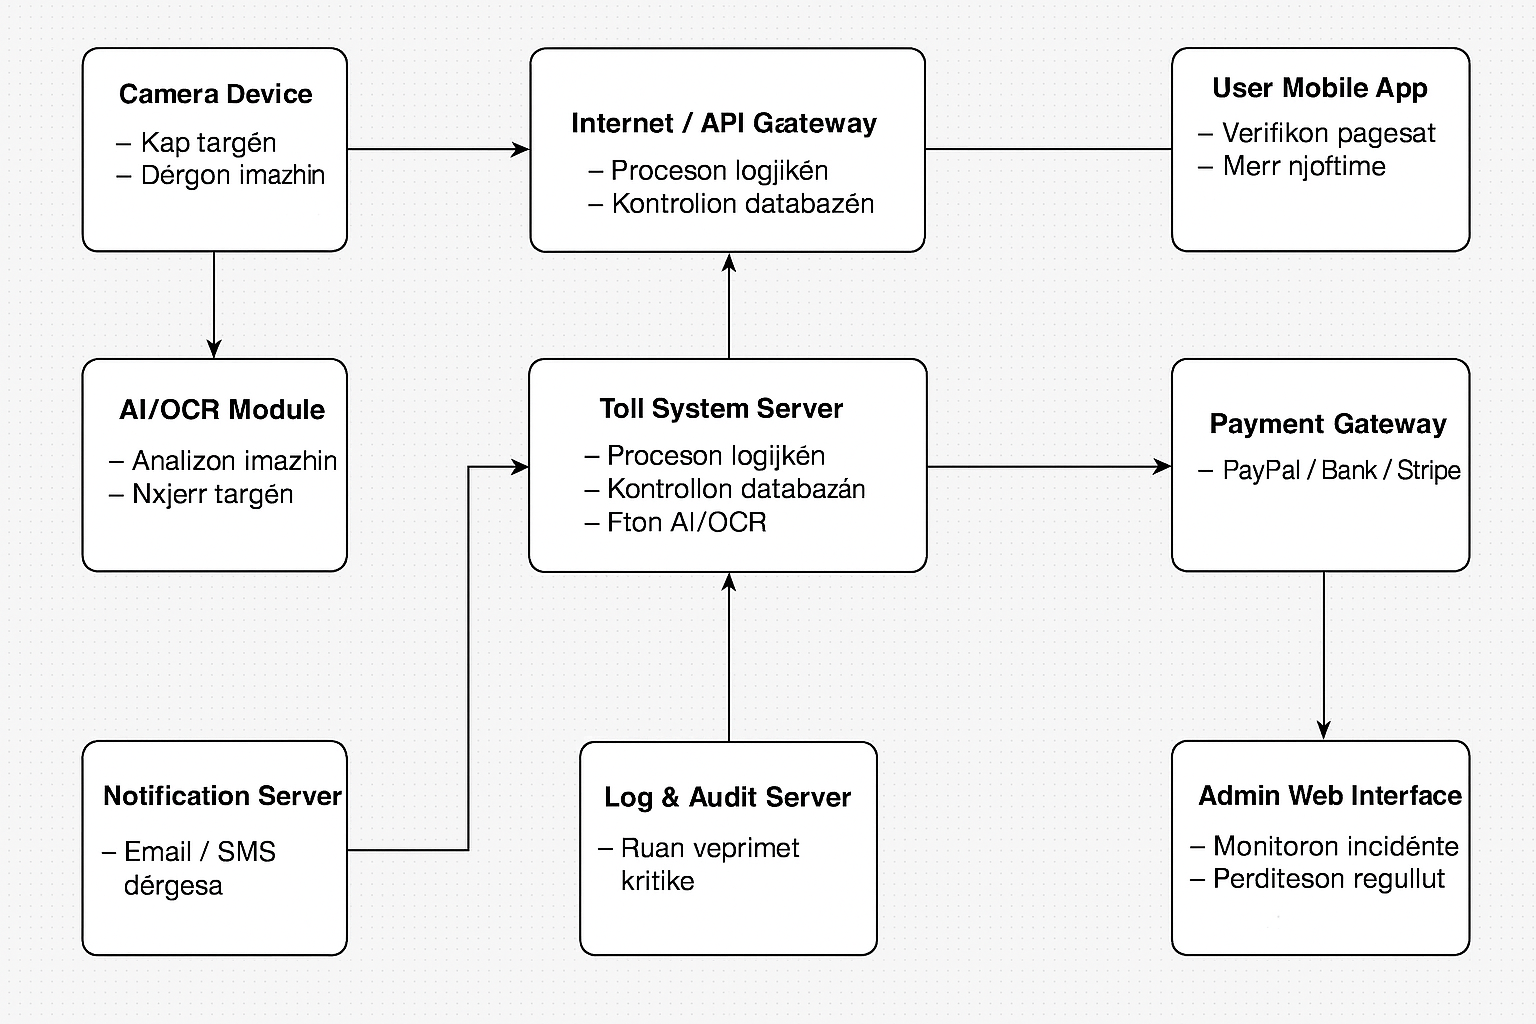 Camera Device
– Kap targén
– Dérgon imazhin
Internet / API Gaateway
– Proceson logjikén
– Kontrolion databazén
User Mobile App
– Verifikon pagesat
– Merr njoftime
AI/OCR Module
– Analizon imazhin
– Nxjerr targén
Toll System Server
– Proceson logijkén
– Kontrollon databazán
– Fton AI/OCR
Payment Gateway
– PayPal / Bank / Stripe
Notification Server
– Email / SMS
dérgesa
Log & Audit Server
– Ruan veprimet
kritike
Admin Web Interface
– Monitoron incidénte
– Perditeson regullut